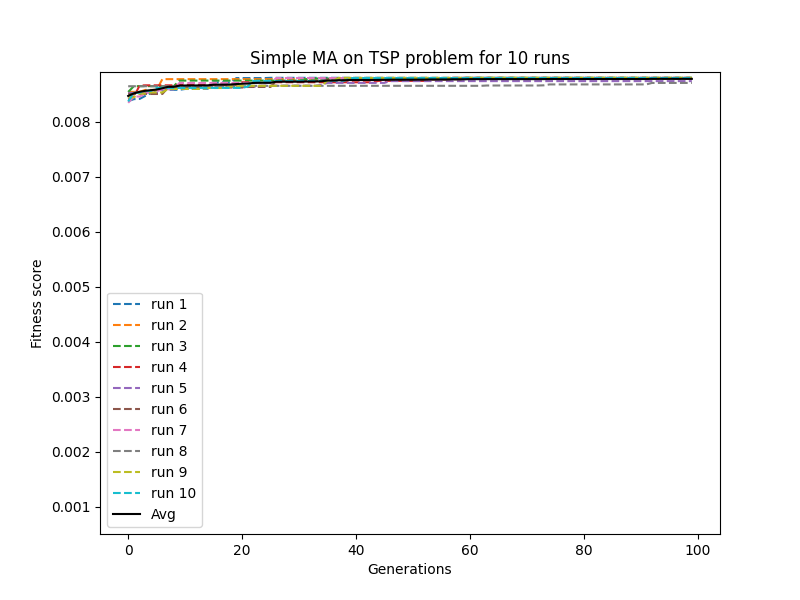 Simple MA on TSP problem for 10 runs
Fitness score
0.008
0.007
0.006
0.005
0.004
0.003
0.002
0.001
run 1
run 2
run 3
run 4
run 5
run 6
run 7
run 8
run 9
run 10
Avg
0 20 40 60 80 100
Generations